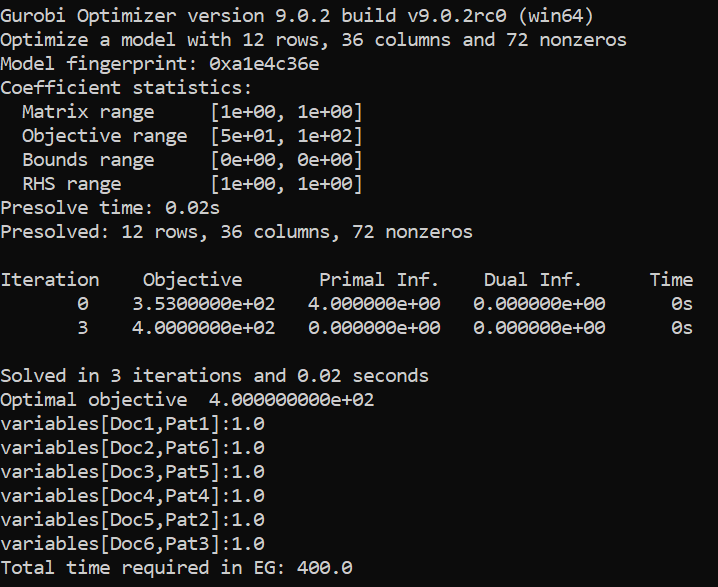 Gurobi Optimizer version 9.0.2 build v9.0.2rc0 (win64)
Optimize a model with 12 rows, 36 columns and 72 nonzeros
Model fingerprint: 0xa1e4c36e
Coefficient statistics:
  Matrix range     [1e+00, 1e+00]
  Objective range  [5e+01, 1e+02]
  Bounds range     [0e+00, 0e+00]
  RHS range        [1e+00, 1e+00]
Presolve time: 0.02s
Presolved: 12 rows, 36 columns, 72 nonzeros

Iteration    Objective       Primal Inf.    Dual Inf.      Time
       0    3.5300000e+02   4.000000e+00   0.000000e+00      0s
       3    4.0000000e+02   0.000000e+00   0.000000e+00      0s

Solved in 3 iterations and 0.02 seconds
Optimal objective  4.000000000e+02
variables[Doc1,Pat1]:1.0
variables[Doc2,Pat6]:1.0
variables[Doc3,Pat5]:1.0
variables[Doc4,Pat4]:1.0
variables[Doc5,Pat2]:1.0
variables[Doc6,Pat3]:1.0
Total time required in EG: 400.0